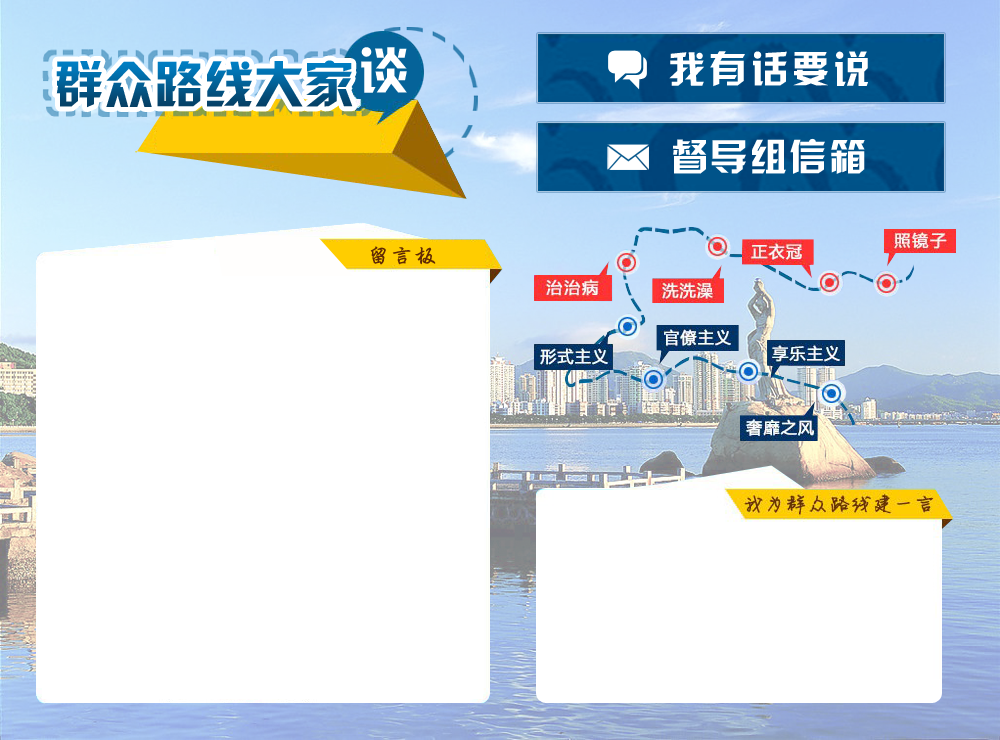 群众路线大家谈
我有话要说
督导组信箱
留言板
照镜子
正衣冠
洗洗澡
治治病
形式主义
官僚主义
享乐主义
奢靡之风
我为群众路线建一言